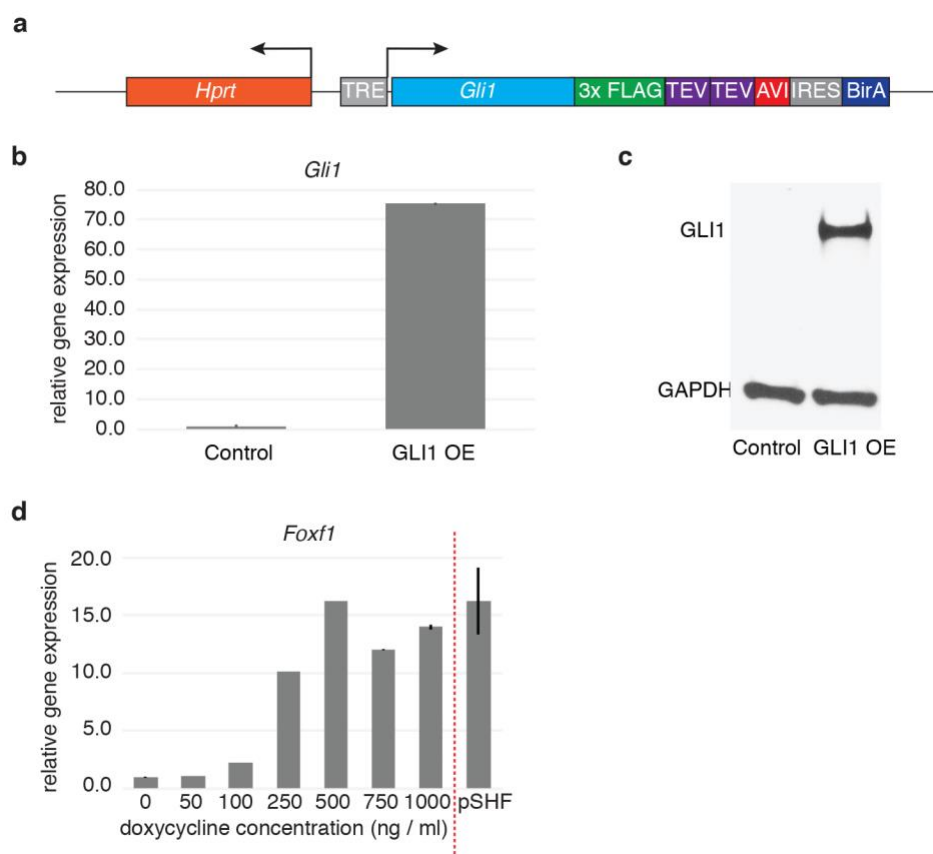 a
Hprt TRE Gli1 3x FLAG TEV TEV AVI IRES BirA
b
Gli1
relative gene expression
80.0
70.0
60.0
50.0
40.0
30.0
20.0
10.0
0.0
Control GLI1 OE
c
GLI1
GAPDH
Control GLI1 OE
d
Foxf1
relative gene expression
20.0
15.0
10.0
5.0
0.0
0 50 100 250 500 750 1000 pSHF
doxycycline concentration (ng / ml)